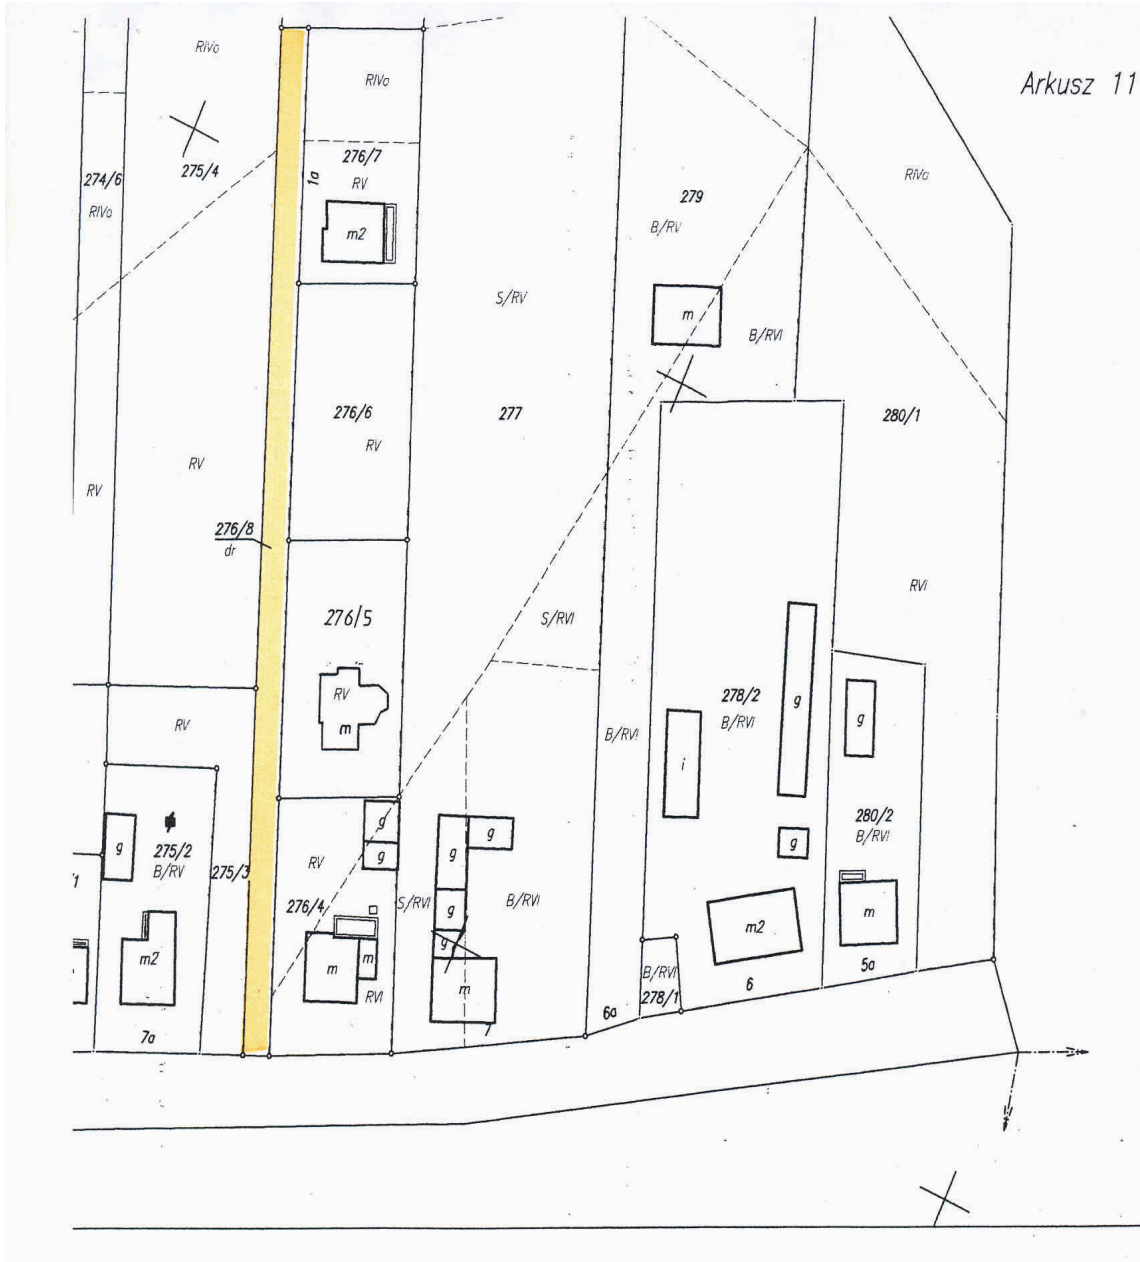 RIVa
RIVa
Arkusz 11
276/7
275/4
1a
RV
274/6
RIVa
RIVa
279
B/RV
m2
S/RV
m
B/RVI
276/6
277
280/1
RV
RV
RV
276/8
dr
RVI
276/5
S/RVI
RV
m
278/2
B/RVI
g
g
RV
B/RVI
i
g
g
g
g
275/2
B/RV
275/3
RV
g
g
280/2
B/RVI
276/4
S/RVI
B/RVI
g
g
m2
m
m
RVI
m
m2
m
B/RVI
278/1
6
5a
6a
7a
7